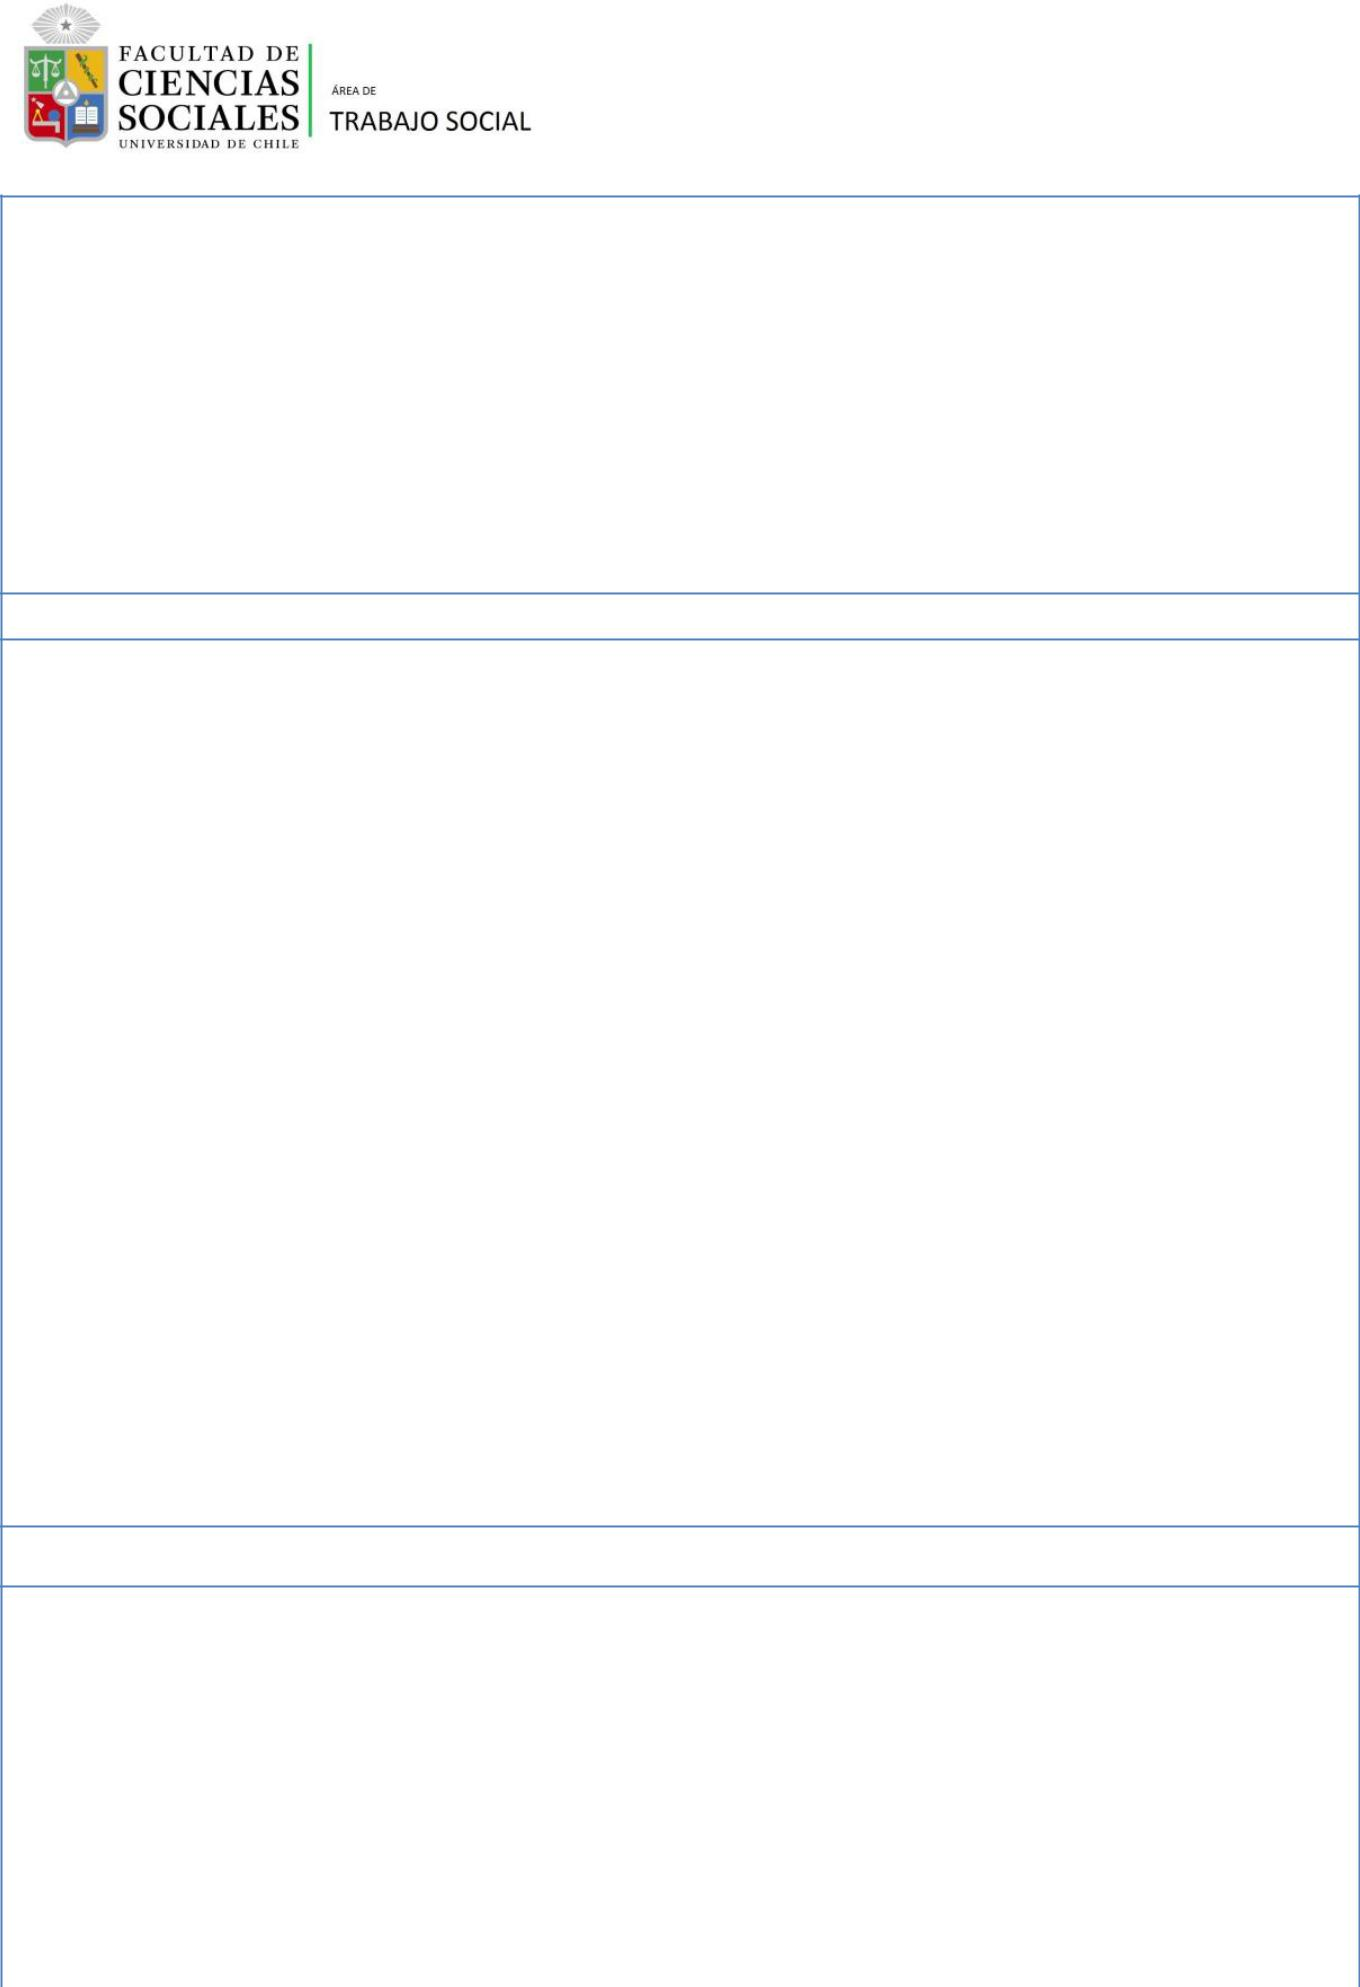 FACULTAD DE
CIENCIAS
SOCIALES
UNIVERSIDAD DE CHILE
ÁREA DE
TRABAJO SOCIAL